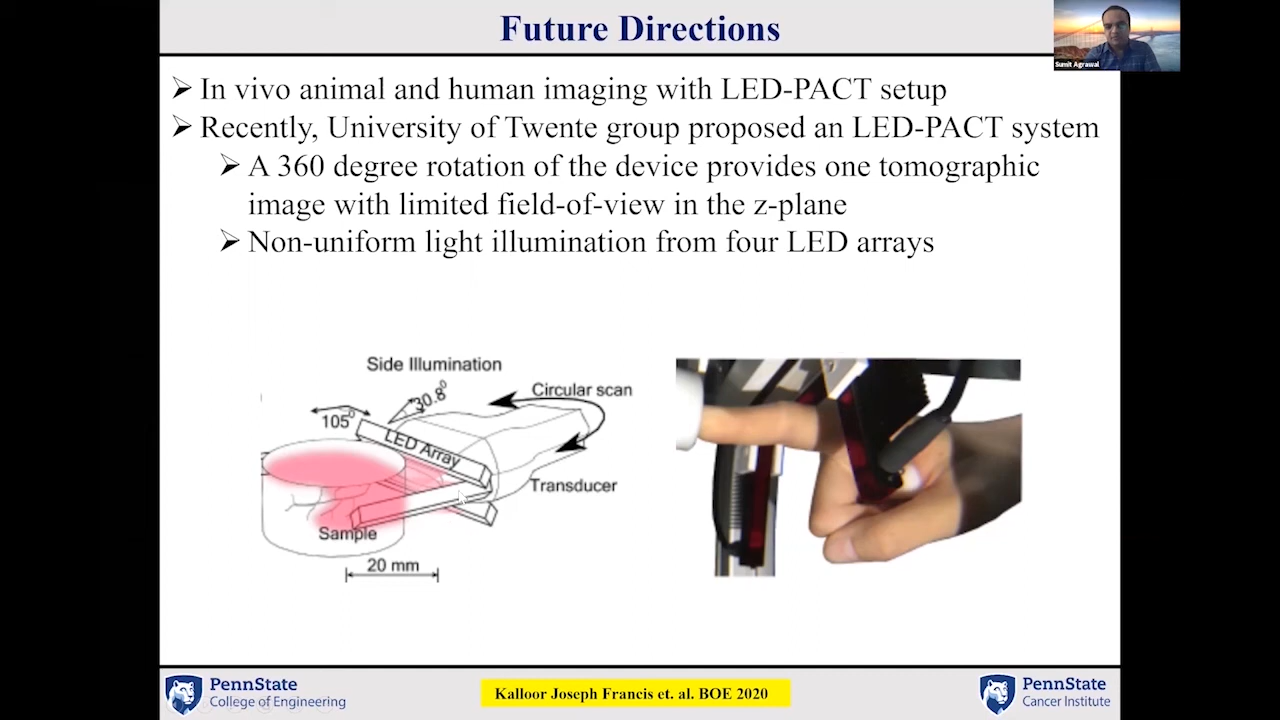 Future Directions
Sumit Agrawal
➢ In vivo animal and human imaging with LED-PACT setup
➢ Recently, University of Twente group proposed an LED-PACT system
➢ A 360 degree rotation of the device provides one tomographic
image with limited field-of-view in the z-plane
➢ Non-uniform light illumination from four LED arrays
Side Illumination
30.8⁰
Circular scan
105⁰
LED Array
Transducer
Sample
20 mm
PennState
College of Engineering
Kalloor Joseph Francis et. al. BOE 2020
PennState
Cancer Institute